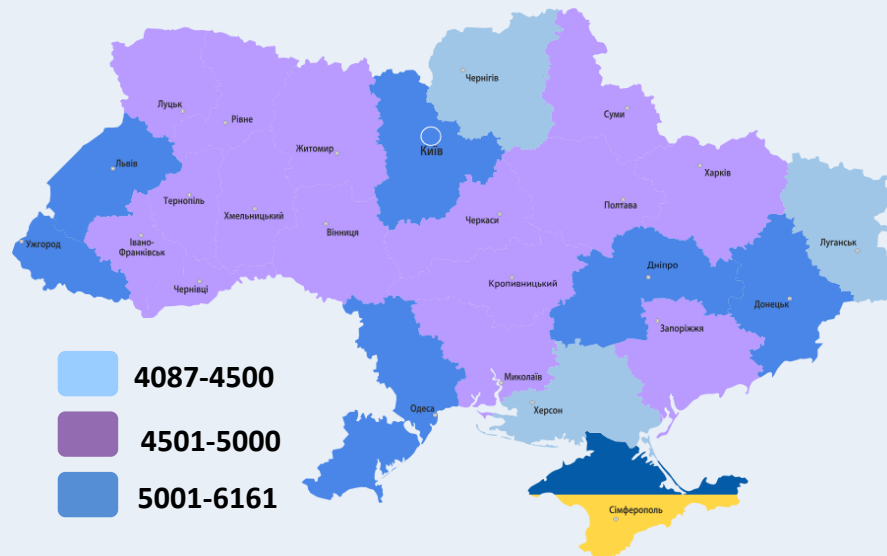 Чернігів
Луцьк
Рівне
Суми
Житомир
Київ
Львів
Харків
Тернопіль
Хмельницький
Черкаси
Полтава
Вінниця
Ужгород
Івано-
Франківськ
Луганськ
Дніпро
Чернівці
Кропивницький
Донецьк
Запоріжжя
4087-4500
Миколаїв
Одеса
Херсон
4501-5000
5001-6161
Сімферополь